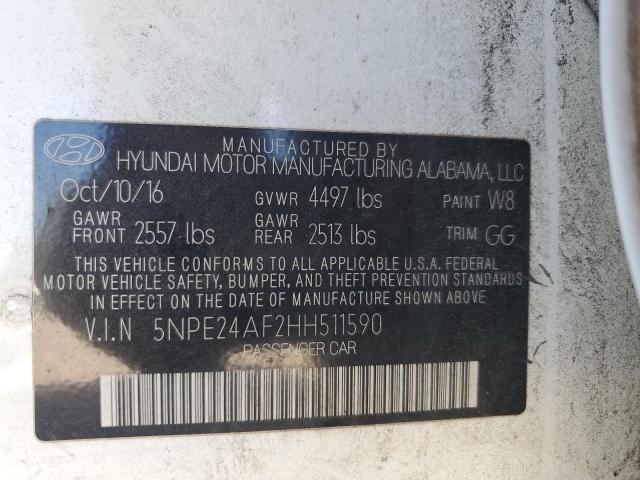 MANUFACTURED BY
HYUNDAI MOTOR MANUFACTURING ALABAMA, LLC
Oct/10/16 GVWR 4497 lbs PAINT W8
GAWR FRONT 2557 lbs GAWR REAR 2513 lbs TRIM GG
THIS VEHICLE CONFORMS TO ALL APPLICABLE U.S.A. FEDERAL
MOTOR VEHICLE SAFETY, BUMPER, AND THEFT PREVENTION STANDARDS
IN EFFECT ON THE DATE OF MANUFACTURE SHOWN ABOVE.
V.I.N 5NPE24AF2HH511590
PASSENGER CAR